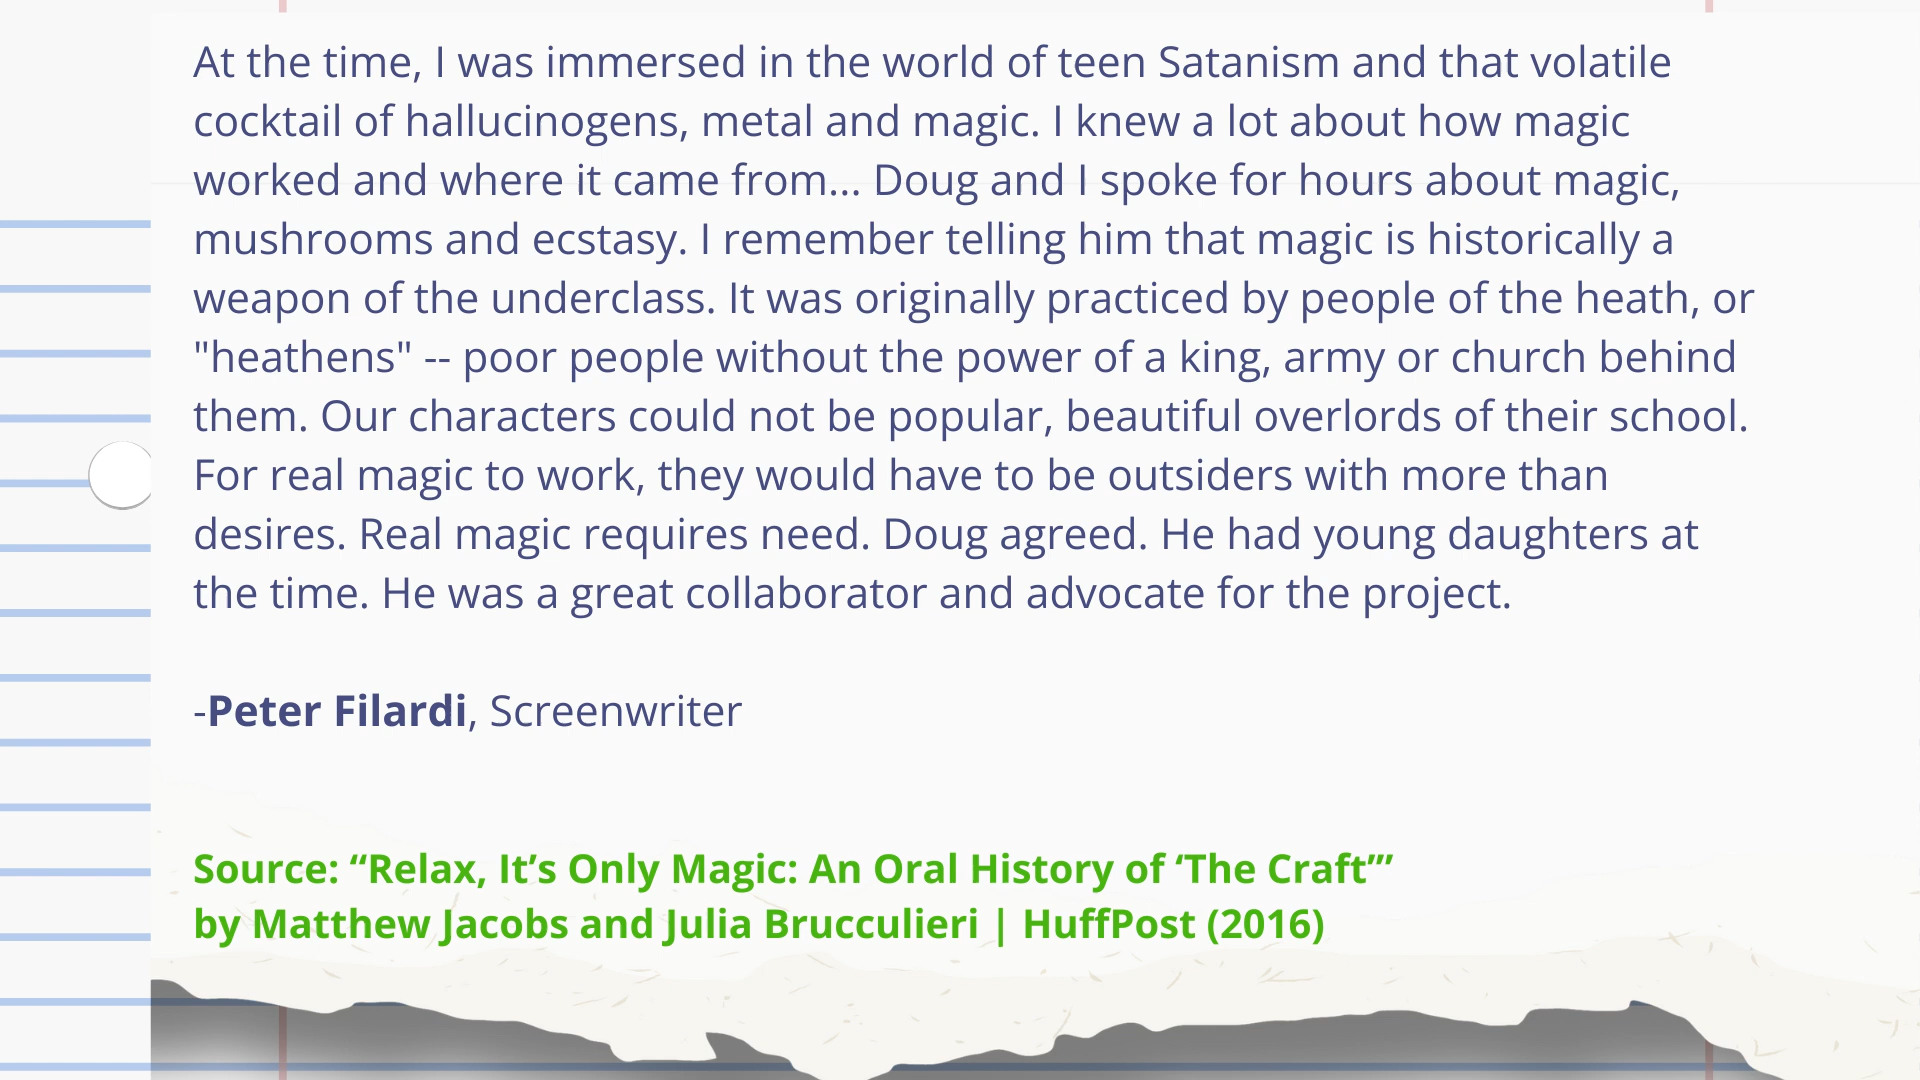 At the time, I was immersed in the world of teen Satanism and that volatile
cocktail of hallucinogens, metal and magic. I knew a lot about how magic
worked and where it came from... Doug and I spoke for hours about magic,
mushrooms and ecstasy. I remember telling him that magic is historically a
weapon of the underclass. It was originally practiced by people of the heath, or
"heathens" -- poor people without the power of a king, army or church behind
them. Our characters could not be popular, beautiful overlords of their school.
For real magic to work, they would have to be outsiders with more than
desires. Real magic requires need. Doug agreed. He had young daughters at
the time. He was a great collaborator and advocate for the project.
-Peter Filardi, Screenwriter
Source: “Relax, It’s Only Magic: An Oral History of ‘The Craft’”
by Matthew Jacobs and Julia Brucculieri | HuffPost (2016)